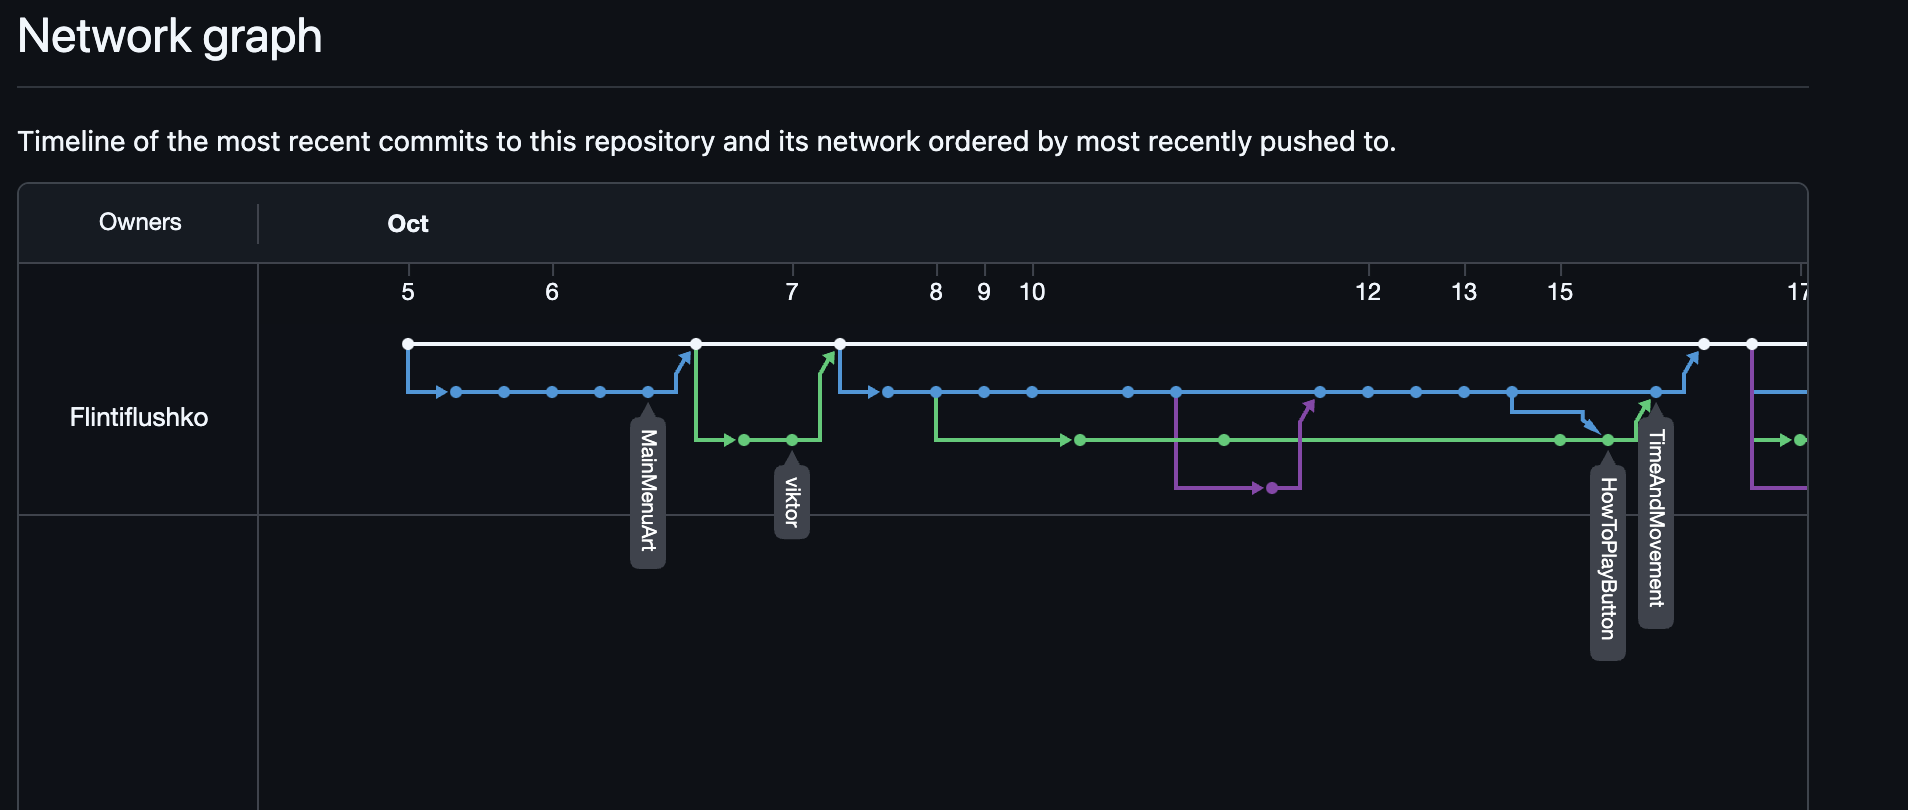 Network graph
Timeline of the most recent commits to this repository and its network ordered by most recently pushed to.
Owners
Oct
5 6 7 8 9 10 12 13 15 17
Flintiflushko
MainMenuArt
viktor
HowToPlayButton
TimeAndMovement